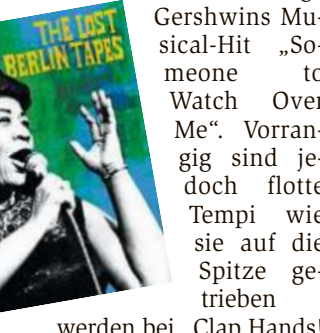 THE LOST
BERLIN TAPES
Gershwins Mu-
sical-Hit „So-
meone to
Watch Over
Me“. Vorran-
gig sind je-
doch flotte
Tempi wie
sie auf die
Spitze ge-
trieben
werden bei „Clap Hands!